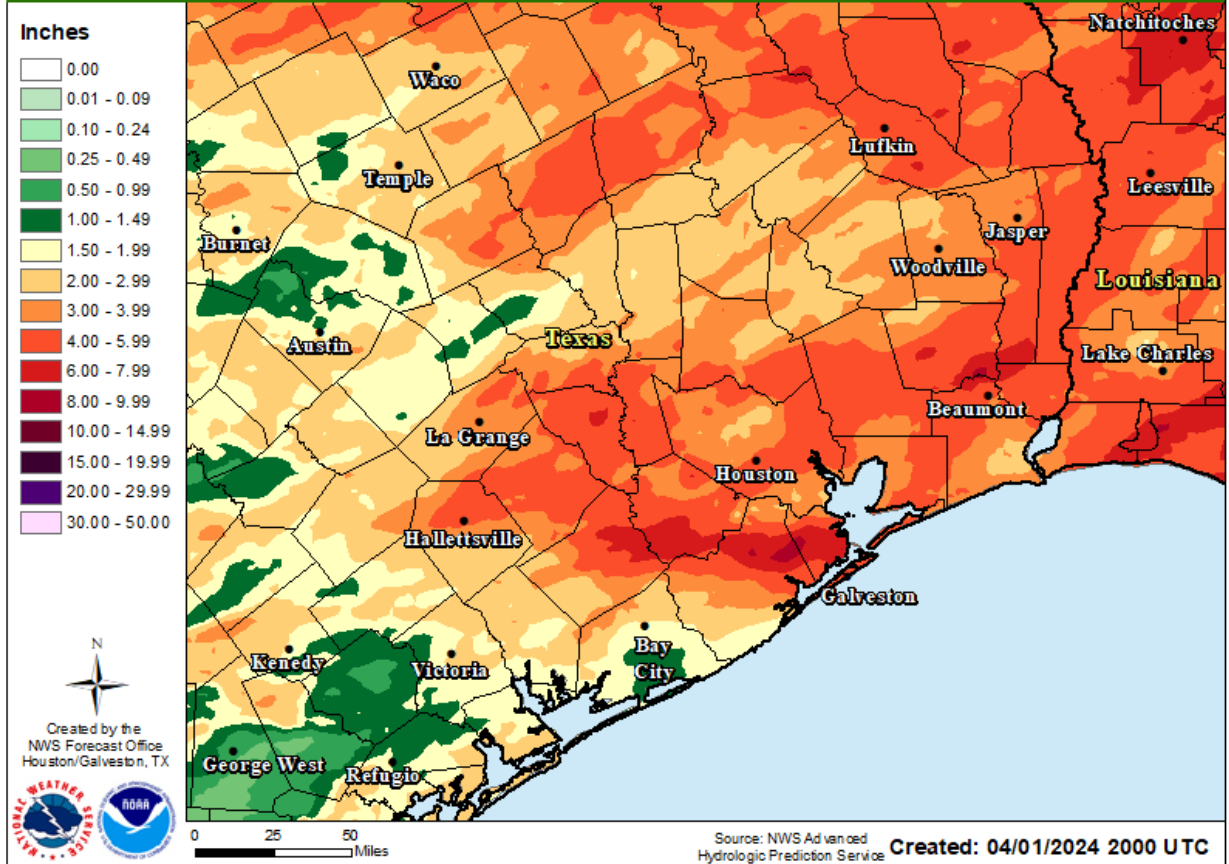 Inches
0.00
0.01 - 0.09
0.10 - 0.24
0.25 - 0.49
0.50 - 0.99
1.00 - 1.49
1.50 - 1.99
2.00 - 2.99
3.00 - 3.99
4.00 - 5.99
6.00 - 7.99
8.00 - 9.99
10.00 - 14.99
15.00 - 19.99
20.00 - 29.99
30.00 - 50.00
N
Created by the
NWS Forecast Office
Houston/Galveston, TX
NATIONAL WEATHER SERVICE
NOAA
Natchitoches
Waco
Lufkin
Temple
Leesville
Burnet
Jasper
Woodville
Louisiana
Austin
Texas
Lake Charles
Beaumont
La Grange
Houston
Hallettsville
Galveston
Bay
City
Kenedy
Victoria
George West
Refugio
0 25 50
Miles
Source: NWS Advanced
Hydrologic Prediction Service
Created: 04/01/2024 2000 UTC